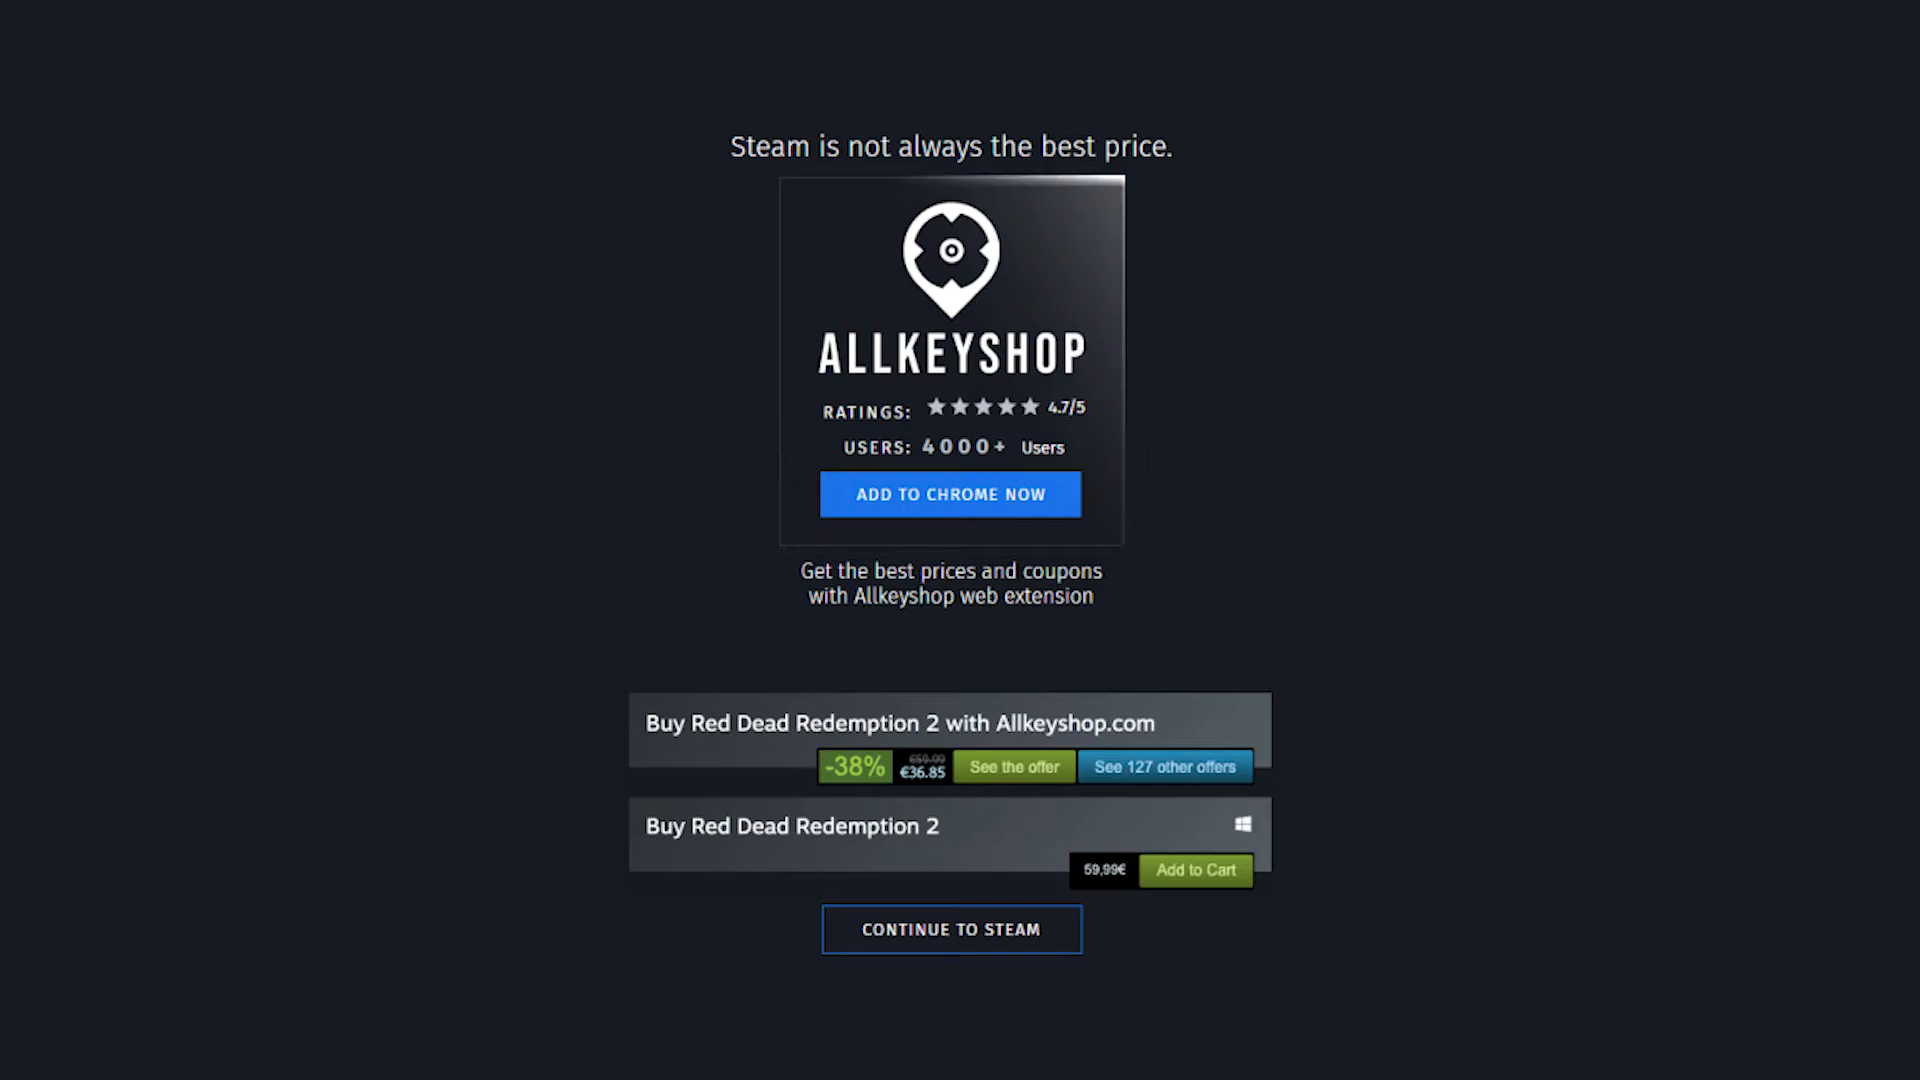 Steam is not always the best price.
ALLKEYSHOP
RATINGS: 4.7/5
USERS: 4000+ Users
ADD TO CHROME NOW
Get the best prices and coupons
with Allkeyshop web extension
Buy Red Dead Redemption 2 with Allkeyshop.com
-38% €59.99 €36.85 See the offer See 127 other offers
Buy Red Dead Redemption 2
59,99€ Add to Cart
CONTINUE TO STEAM